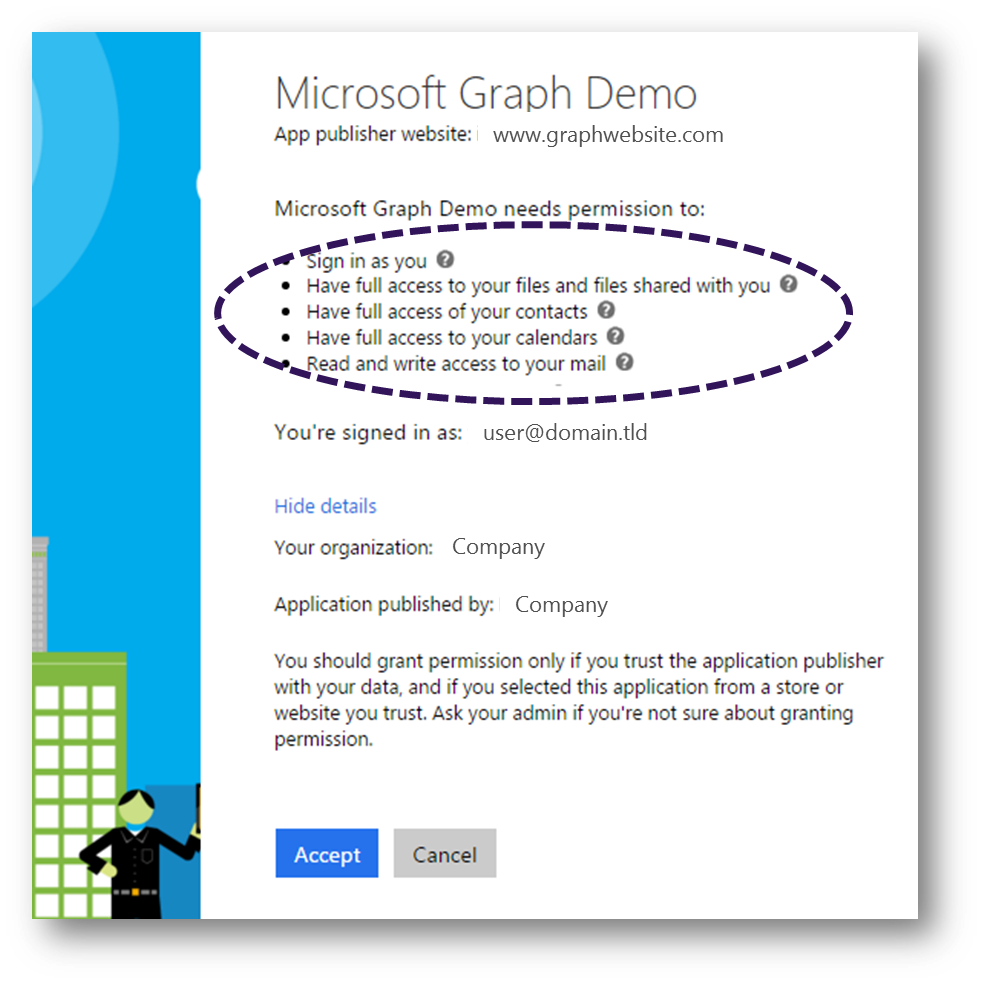 Microsoft Graph Demo
App publisher website: www.graphwebsite.com
Microsoft Graph Demo needs permission to:
Sign in as you
Have full access to your files and files shared with you
Have full access of your contacts
Have full access to your calendars
Read and write access to your mail
You're signed in as: user@domain.tld
Hide details
Your organization: Company
Application published by: Company
You should grant permission only if you trust the application publisher
with your data, and if you selected this application from a store or
website you trust. Ask your admin if you're not sure about granting
permission.
Accept Cancel